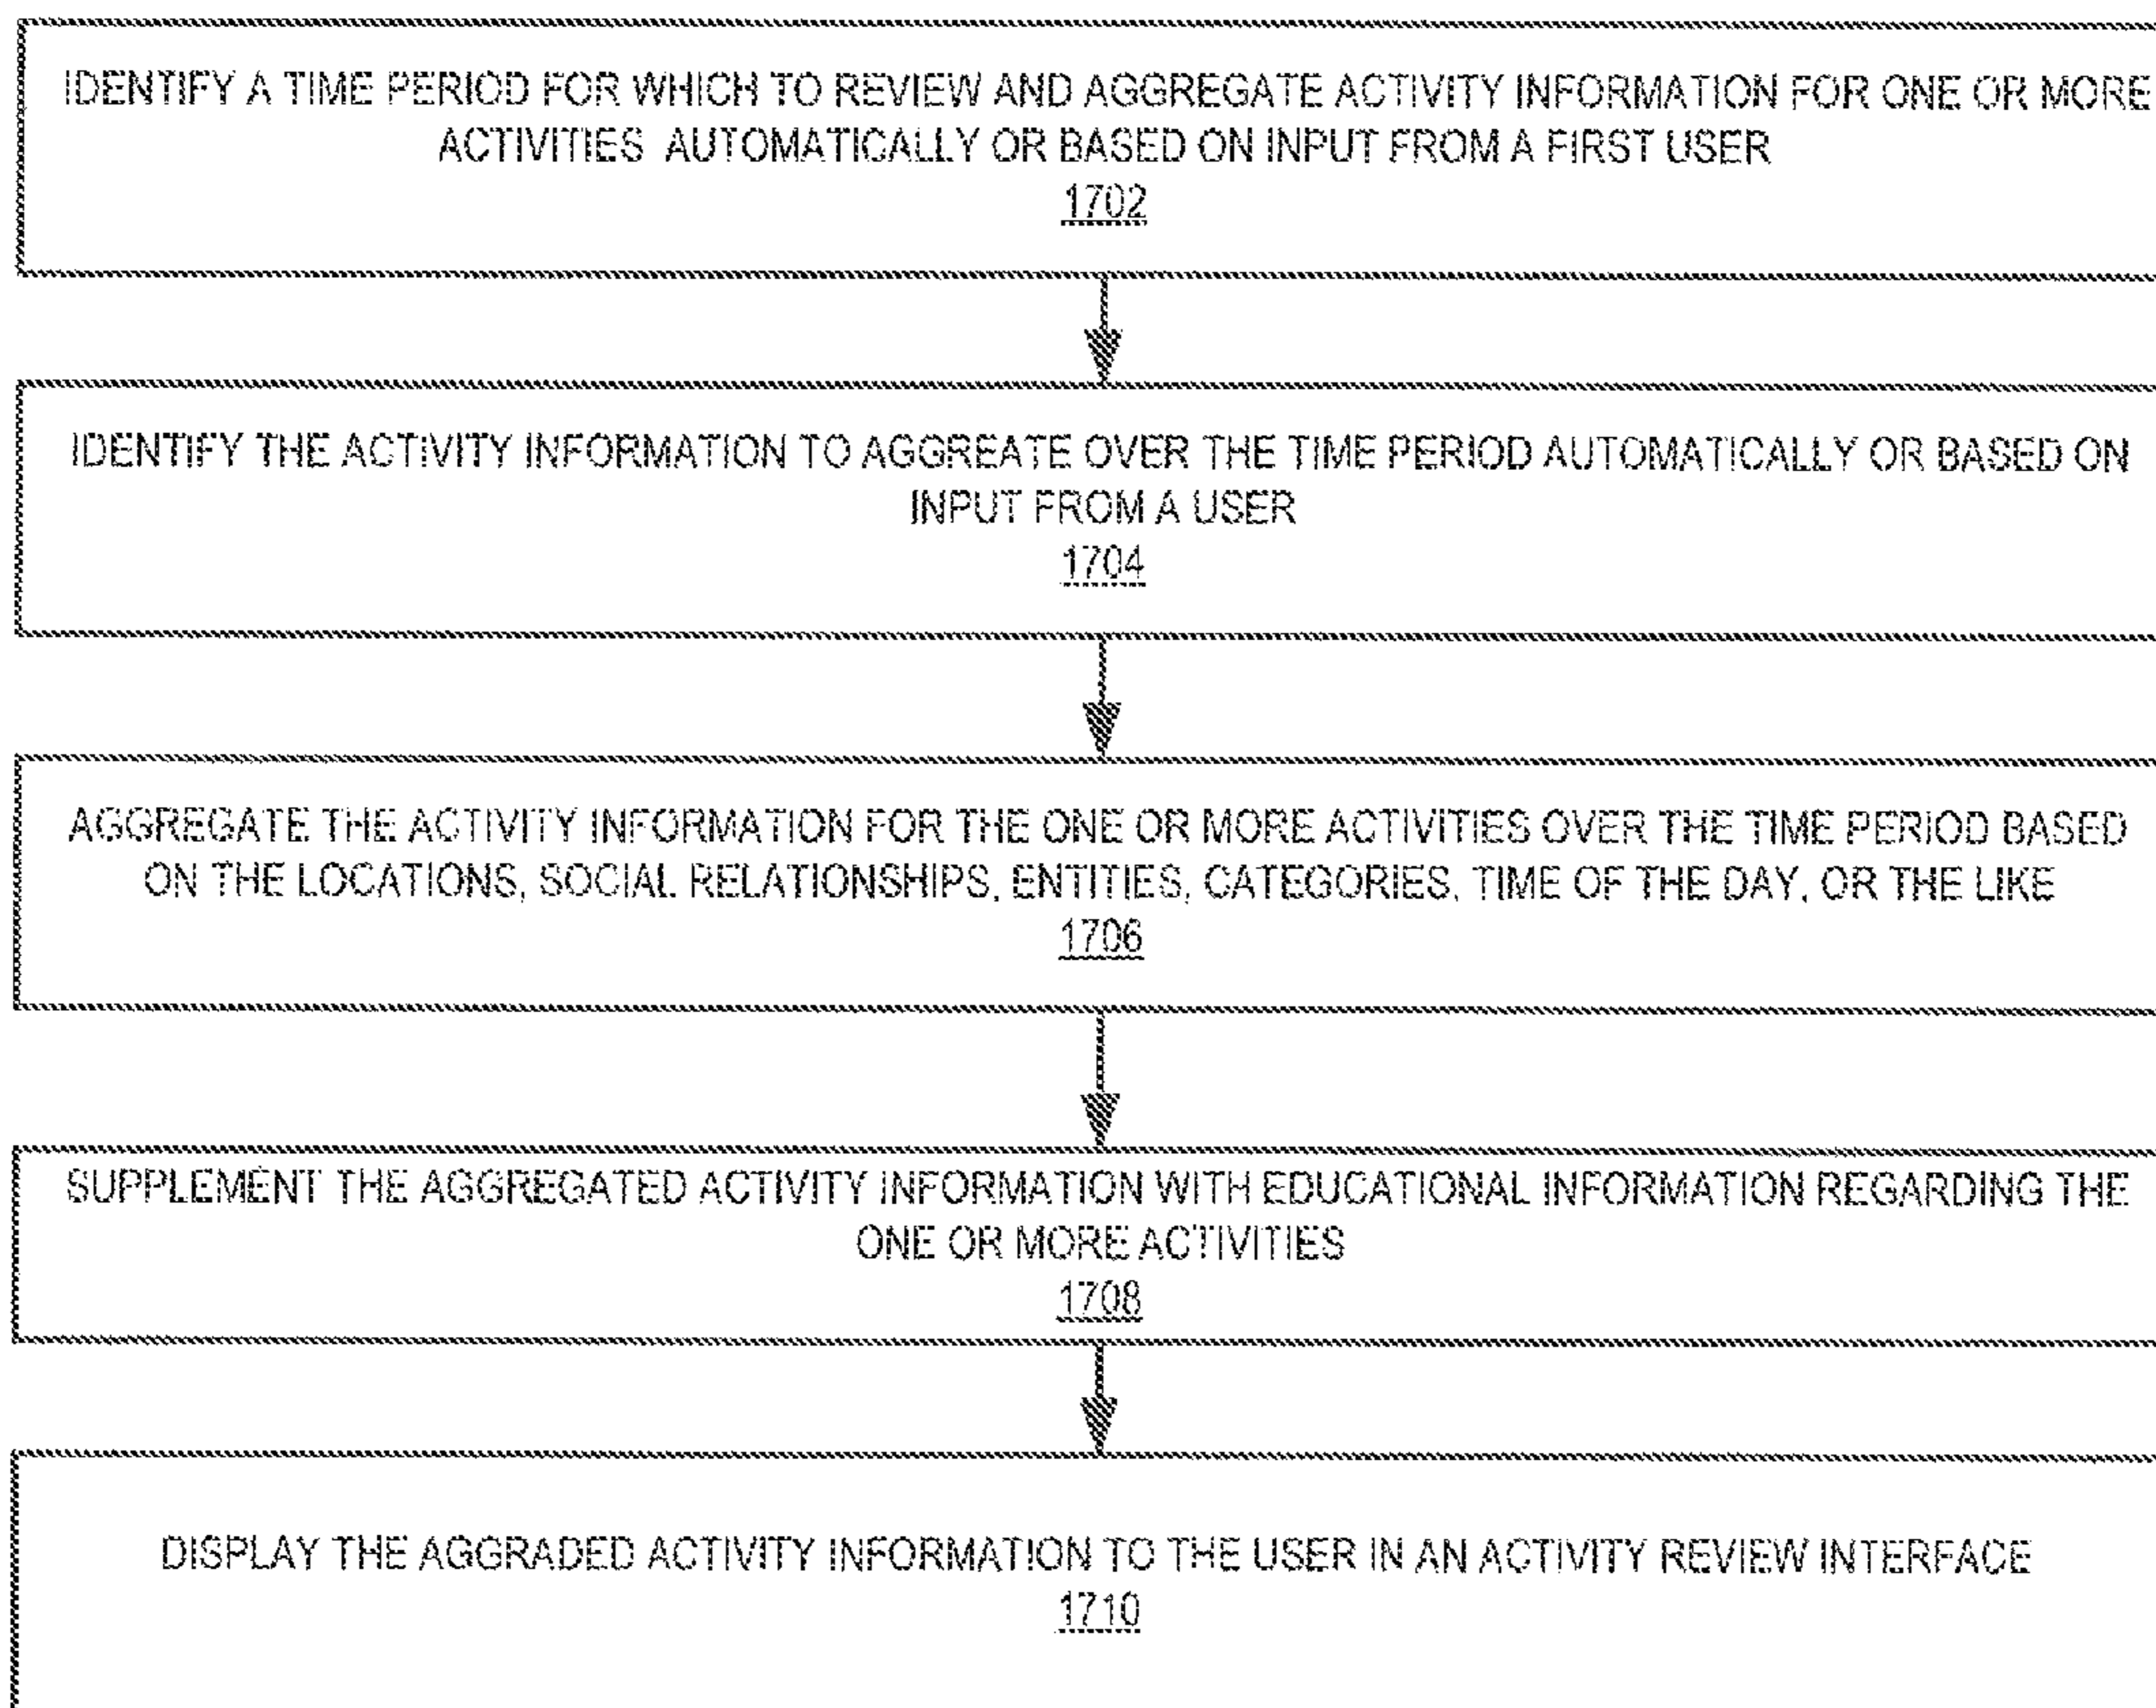 IDENTIFY A TIME PERIOD FOR WHICH TO REVIEW AND AGGREGATE ACTIVITY INFORMATION FOR ONE OR MORE
ACTIVITIES AUTOMATICALLY OR BASED ON INPUT FROM A FIRST USER
1702
IDENTIFY THE ACTIVITY INFORMATION TO AGGREATE OVER THE TIME PERIOD AUTOMATICALLY OR BASED ON
INPUT FROM A USER
1704
AGGREGATE THE ACTIVITY INFORMATION FOR THE ONE OR MORE ACTIVITIES OVER THE TIME PERIOD BASED
ON THE LOCATIONS, SOCIAL RELATIONSHIPS, ENTITIES, CATEGORIES, TIME OF THE DAY, OR THE LIKE
1706
SUPPLEMENT THE AGGREGATED ACTIVITY INFORMATION WITH EDUCATIONAL INFORMATION REGARDING THE
ONE OR MORE ACTIVITIES
1708
DISPLAY THE AGGRADED ACTIVITY INFORMATION TO THE USER IN AN ACTIVITY REVIEW INTERFACE
1710